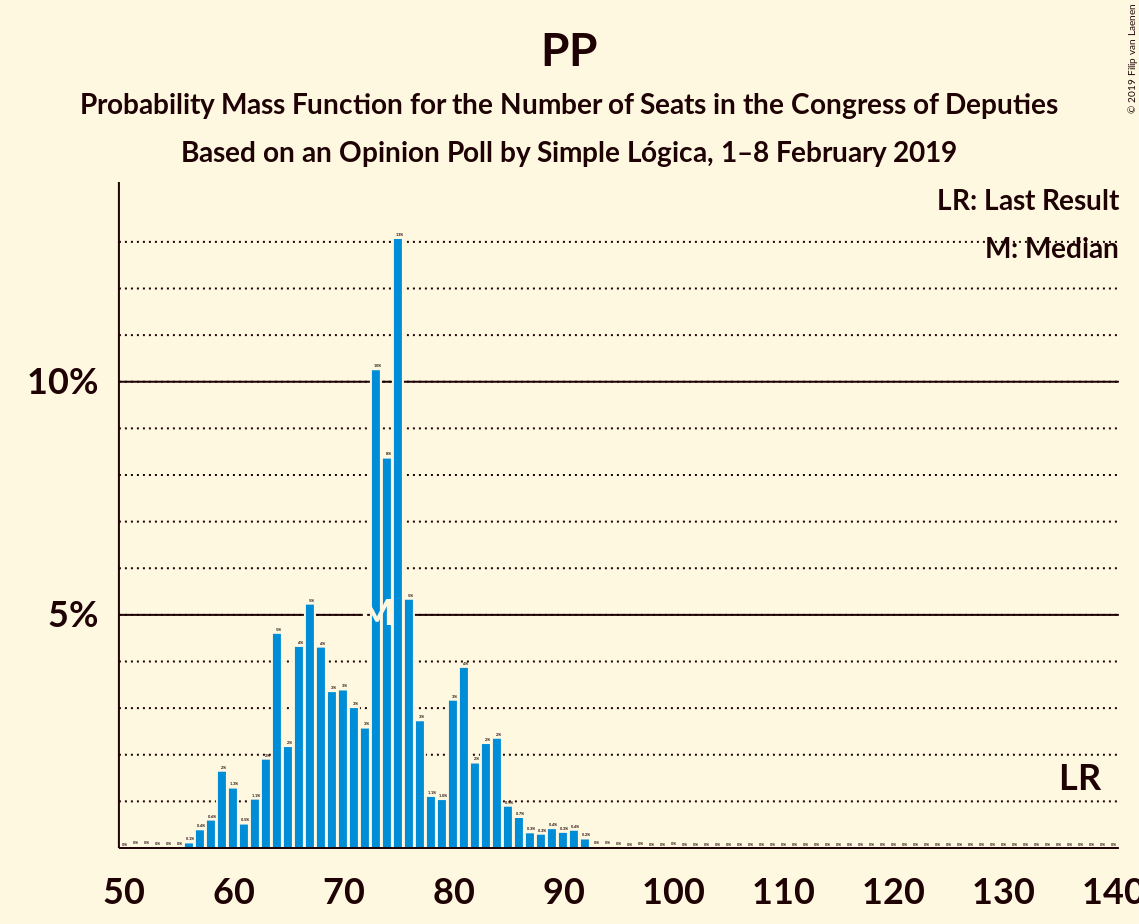 PP
Probability Mass Function for the Number of Seats in the Congress of Deputies
Based on an Opinion Poll by Simple Lógica, 1–8 February 2019
© 2019 Filip van Laenen
LR: Last Result
M: Median
10%
5%
M
LR
50 60 70 80 90 100 110 120 130 140